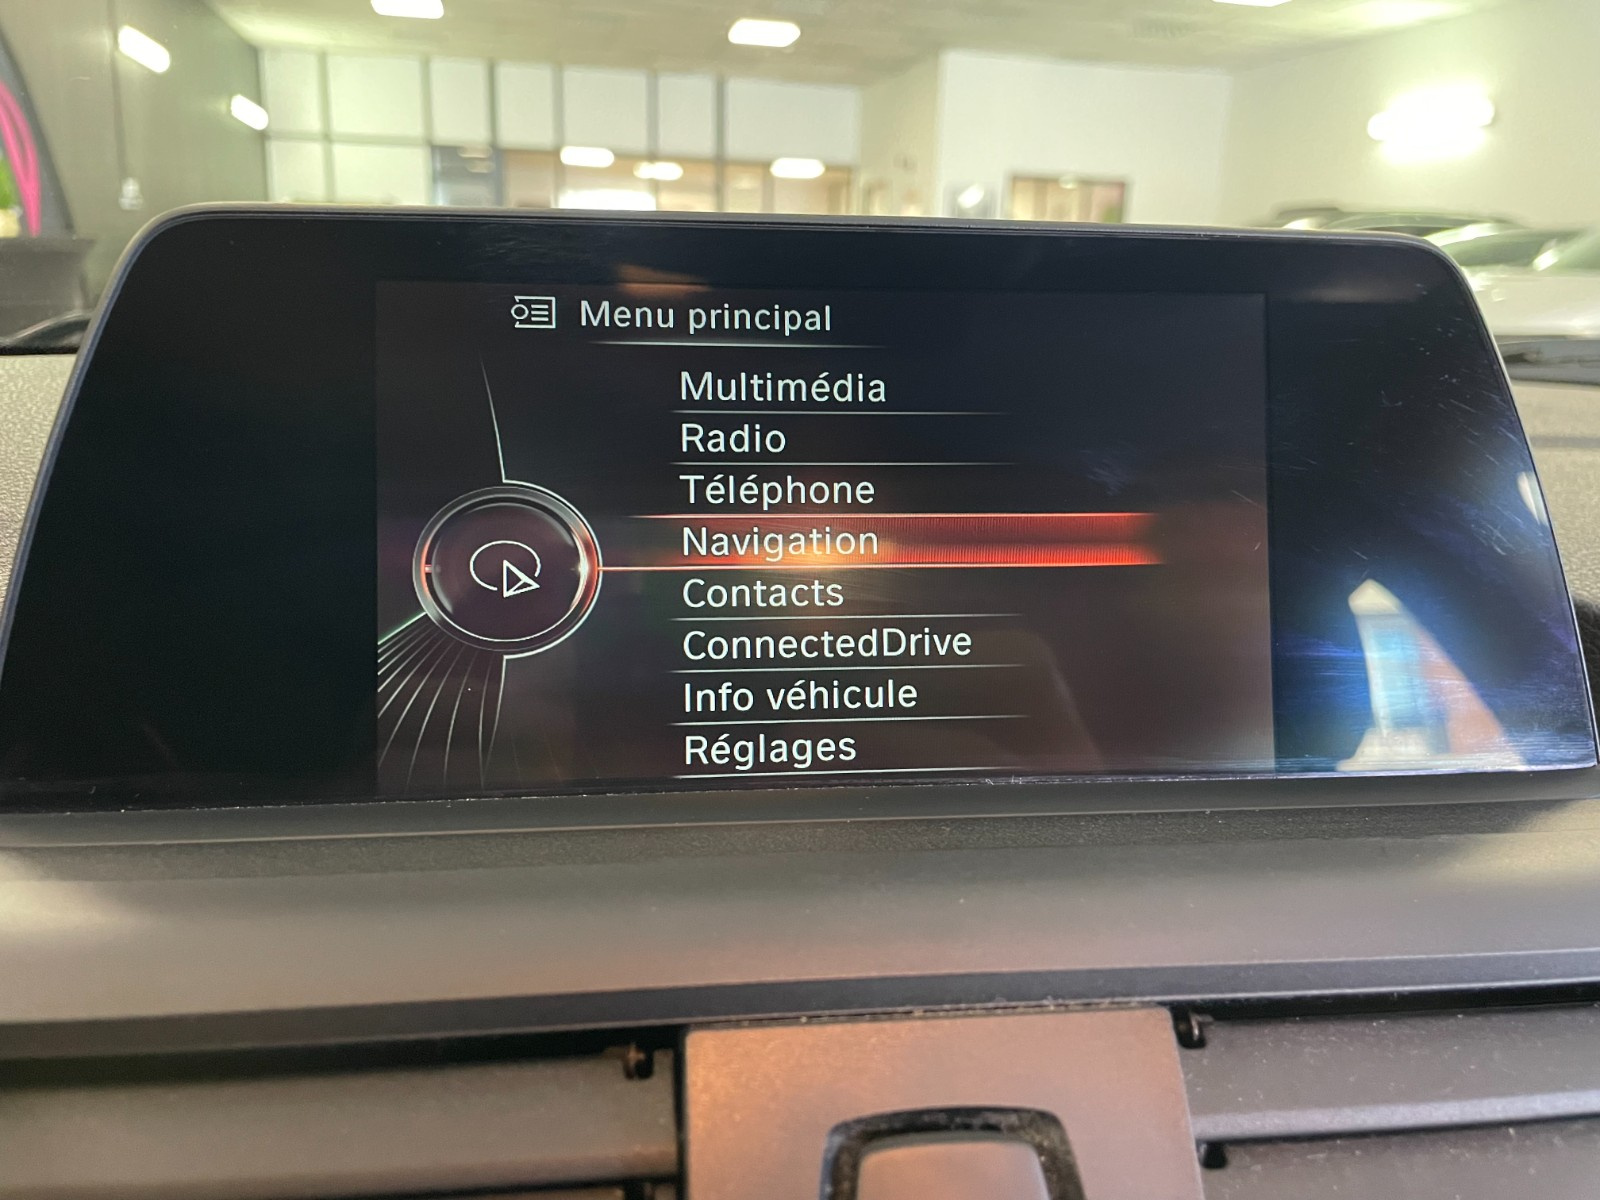 Menu principal
Multimédia
Radio
Téléphone
Navigation
Contacts
ConnectedDrive
Info véhicule
Réglages